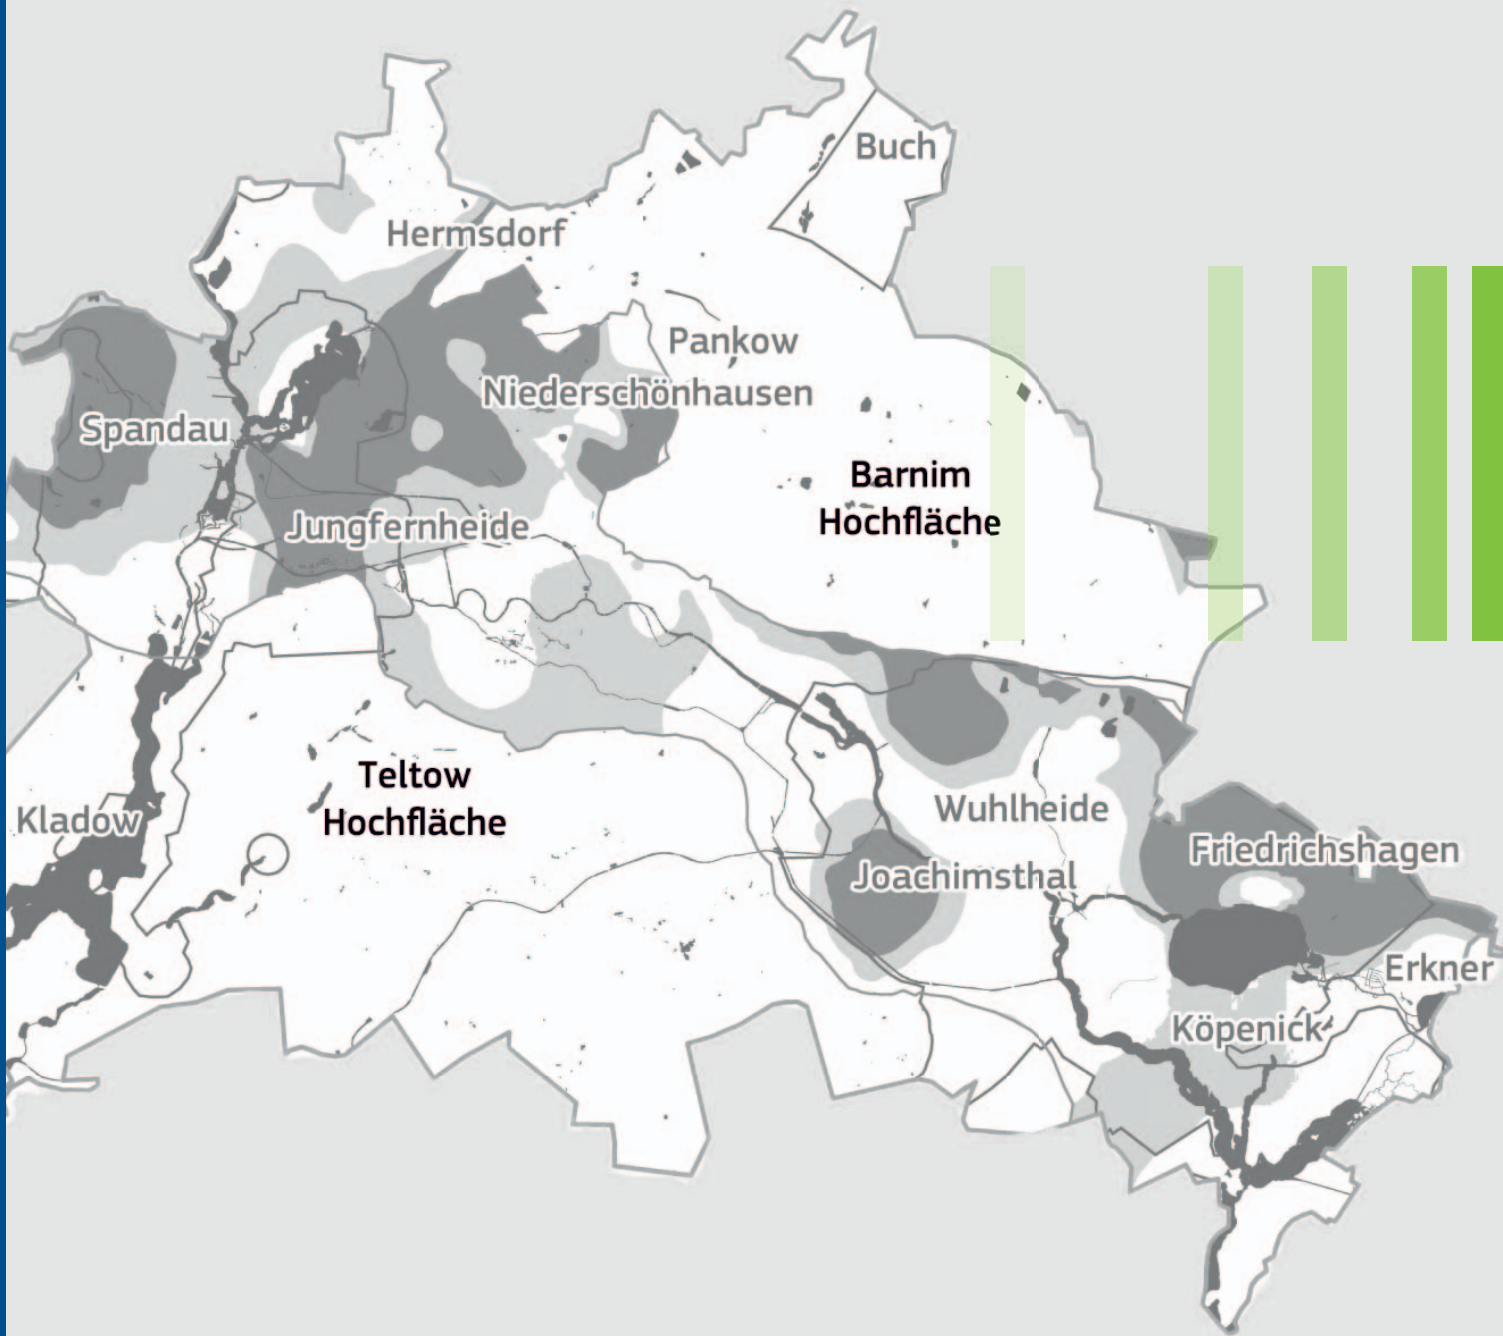 Buch
Hermsdorf
Pankow
Niederschönhausen
Spandau
Barnim
Hochfläche
Jungfernheide
Teltow
Hochfläche
Kladow
Wuhlheide
Friedrichshagen
Joachimsthal
Erkner
Köpenick